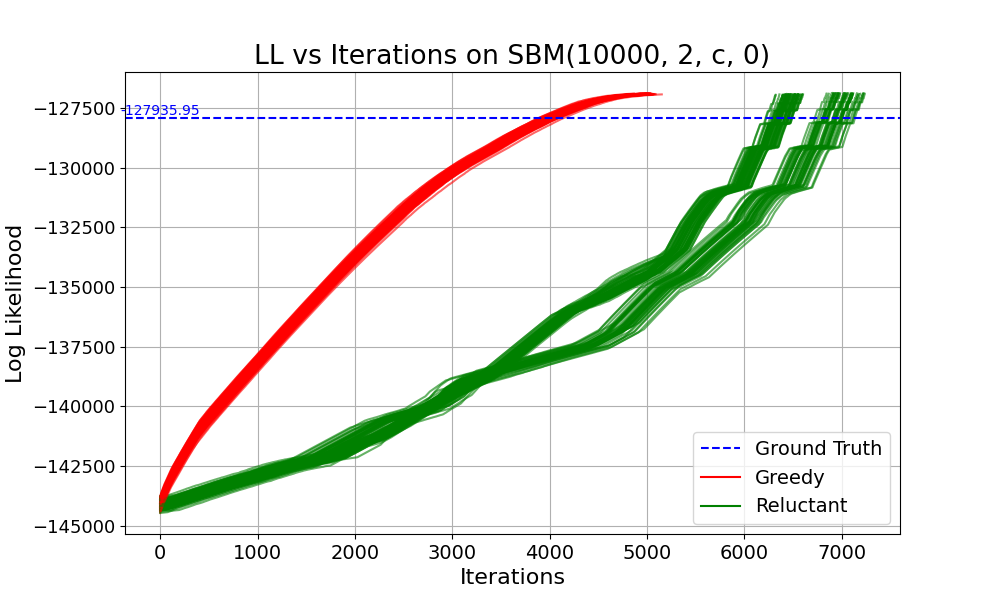 LL vs Iterations on SBM(10000, 2, c, 0)
Log Likelihood
−127500
−130000
−132500
−135000
−137500
−140000
−142500
−145000
-127935.95
Ground Truth
Greedy
Reluctant
0 1000 2000 3000 4000 5000 6000 7000
Iterations